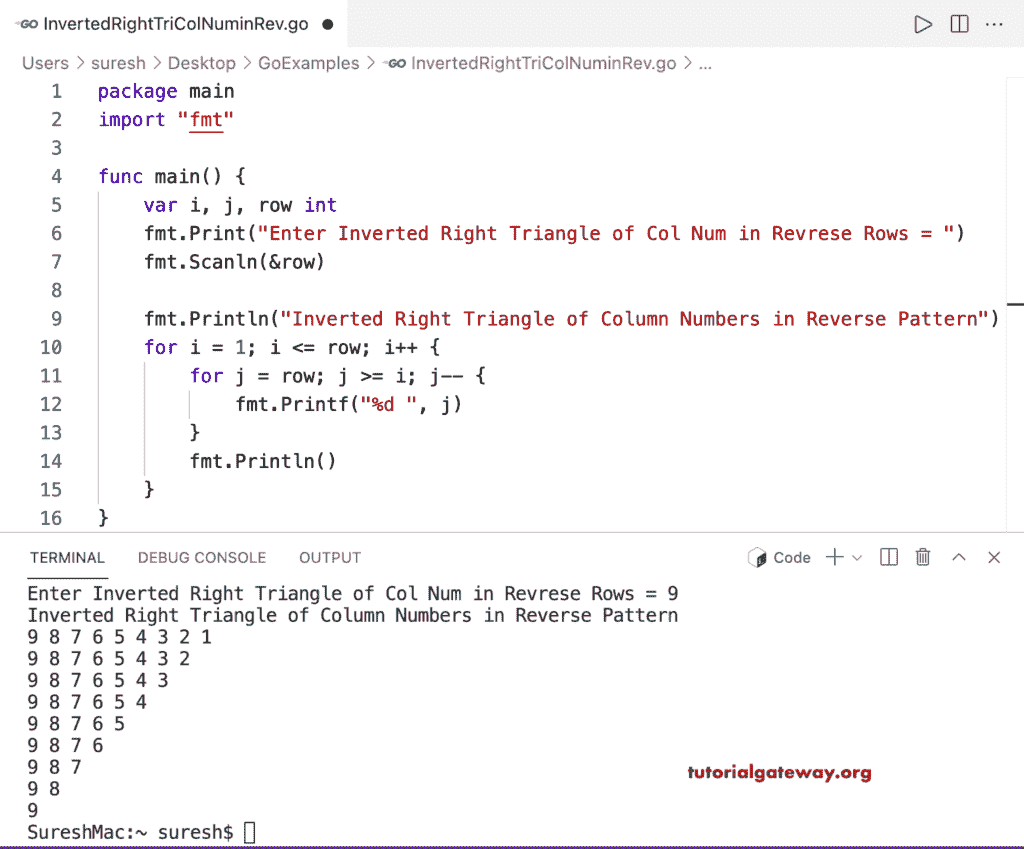 GO InvertedRightTriColNuminRev.go ●
Users > suresh > Desktop > GoExamples > GO InvertedRightTriColNuminRev.go > ...
1 package main
2 import "fmt"
3
4 func main() {
5     var i, j, row int
6     fmt.Print("Enter Inverted Right Triangle of Col Num in Revrese Rows = ")
7     fmt.Scanln(&row)
8
9     fmt.Println("Inverted Right Triangle of Column Numbers in Reverse Pattern")
10     for i = 1; i <= row; i++ {
11         for j = row; j >= i; j-- {
12             fmt.Printf("%d ", j)
13         }
14         fmt.Println()
15     }
16 }
TERMINAL DEBUG CONSOLE OUTPUT Code
Enter Inverted Right Triangle of Col Num in Revrese Rows = 9
Inverted Right Triangle of Column Numbers in Reverse Pattern
9 8 7 6 5 4 3 2 1
9 8 7 6 5 4 3 2
9 8 7 6 5 4 3
9 8 7 6 5 4
9 8 7 6 5
9 8 7 6
9 8 7
tutorialgateway.org
9 8
9
SureshMac:~ suresh$